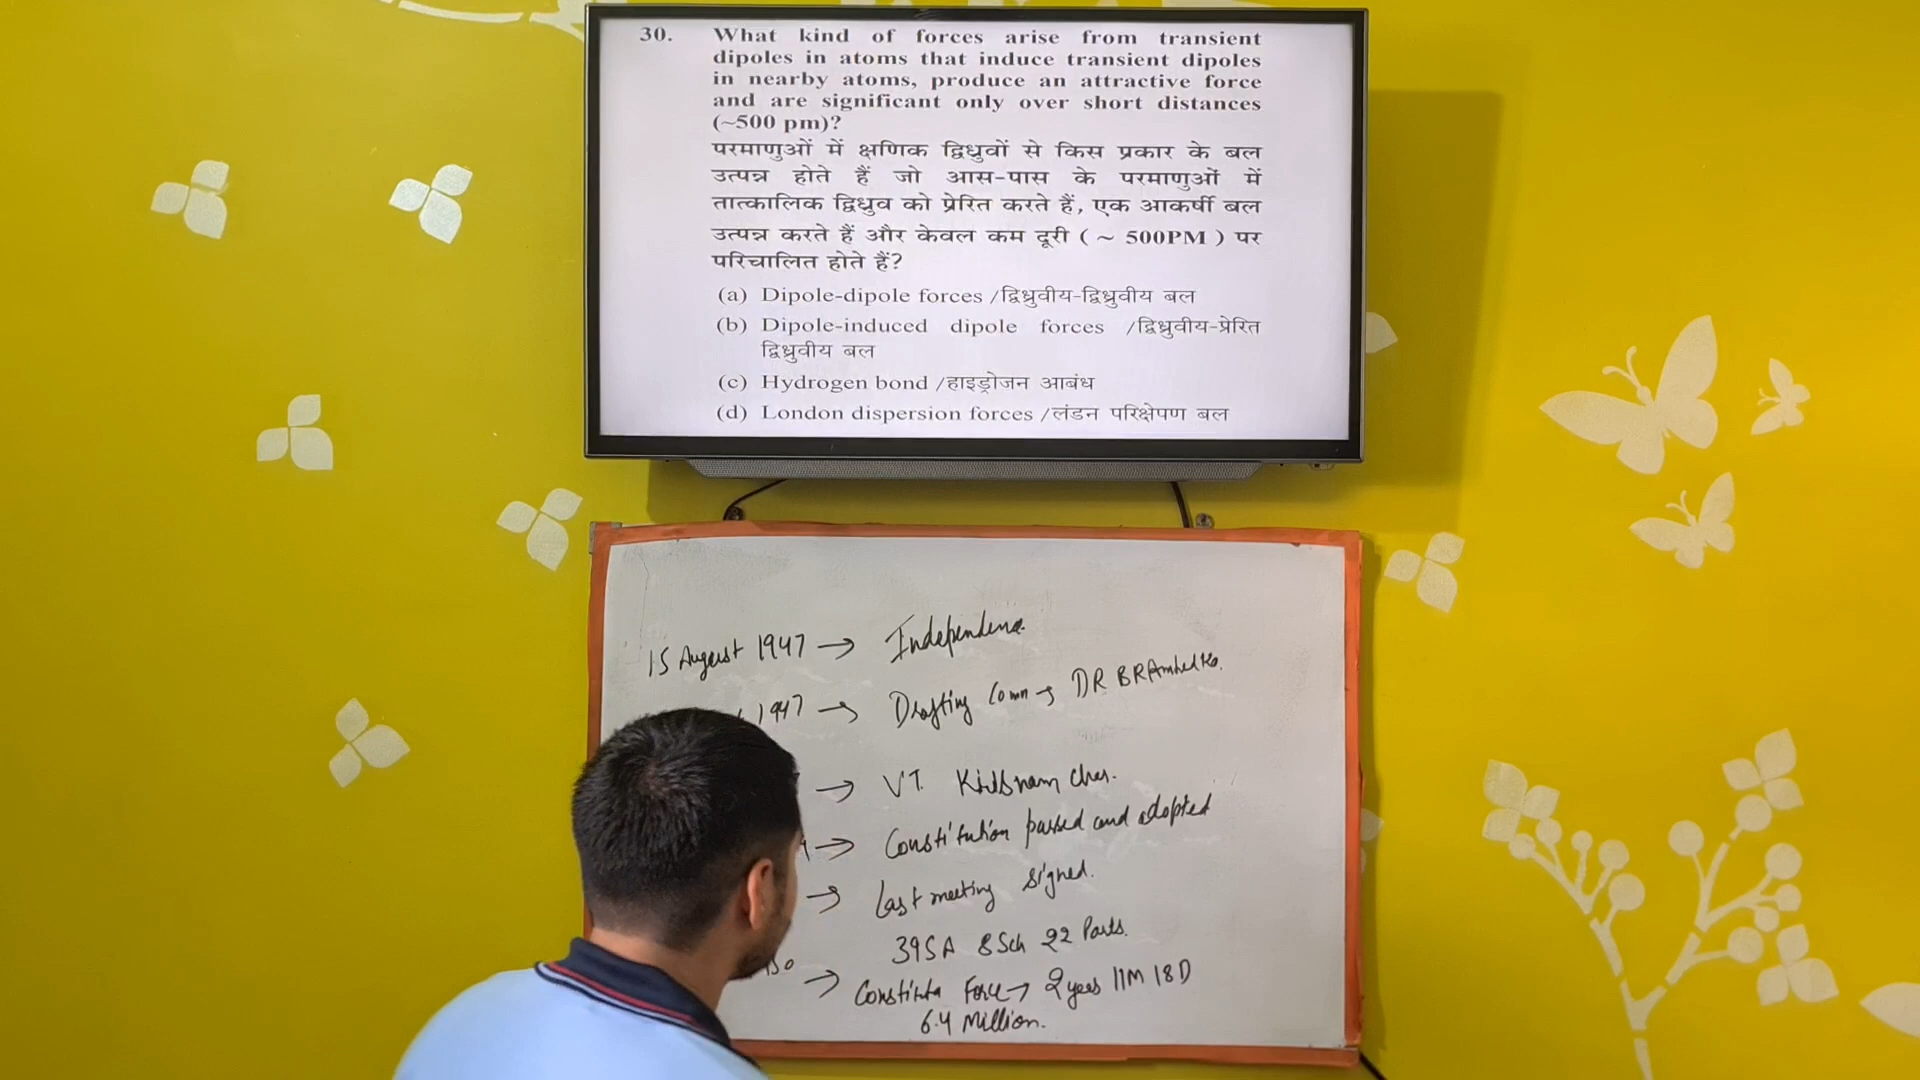 30. What kind of forces arise from transient
dipoles in atoms that induce transient dipoles
in nearby atoms, produce an attractive force
and are significant only over short distances
(~500 pm)?
परमाणुओं में क्षणिक द्विधुवों से किस प्रकार के बल
उत्पन्न होते हैं जो आस-पास के परमाणुओं में
तात्कालिक द्विधुव को प्रेरित करते हैं, एक आकर्षी बल
उत्पन्न करते हैं और केवल कम दूरी ( ~ 500PM ) पर
परिचालित होते हैं?
(a) Dipole-dipole forces /द्विध्रुवीय-द्विध्रुवीय बल
(b) Dipole-induced dipole forces /द्विध्रुवीय-प्रेरित
द्विध्रुवीय बल
(c) Hydrogen bond /हाइड्रोजन आबंध
(d) London dispersion forces /लंडन परिक्षेपण बल
15 August 1947 → Independence
1947 → Drafting Comm → DR BR
→ V.T.
→ Constitution passed and adopted
→ Last meeting signed.
395A 8Sch 22 Parts.
→ Force → 2 years 11M 18D
6.4 Million.